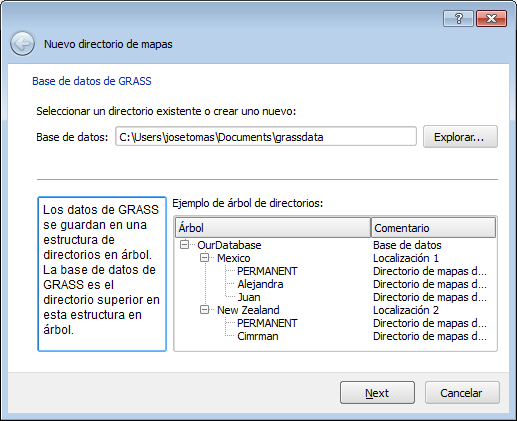 ?
Nuevo directorio de mapas
Base de datos de GRASS
Seleccionar un directorio existente o crear uno nuevo:
Base de datos: C:\Users\josetomas\Documents\grassdata Explorar...
Los datos de GRASS
se guardan en una
estructura de
directorios en árbol.
La base de datos de
GRASS es el
directorio superior en
esta estructura en
árbol.
Ejemplo de árbol de directorios:
Árbol Comentario
OurDatabase Base de datos
Mexico Localización 1
PERMANENT Directorio de mapas d...
Alejandra Directorio de mapas d...
Juan Directorio de mapas d...
New Zealand Localización 2
PERMANENT Directorio de mapas d...
Cimrman Directorio de mapas d...
Next Cancelar